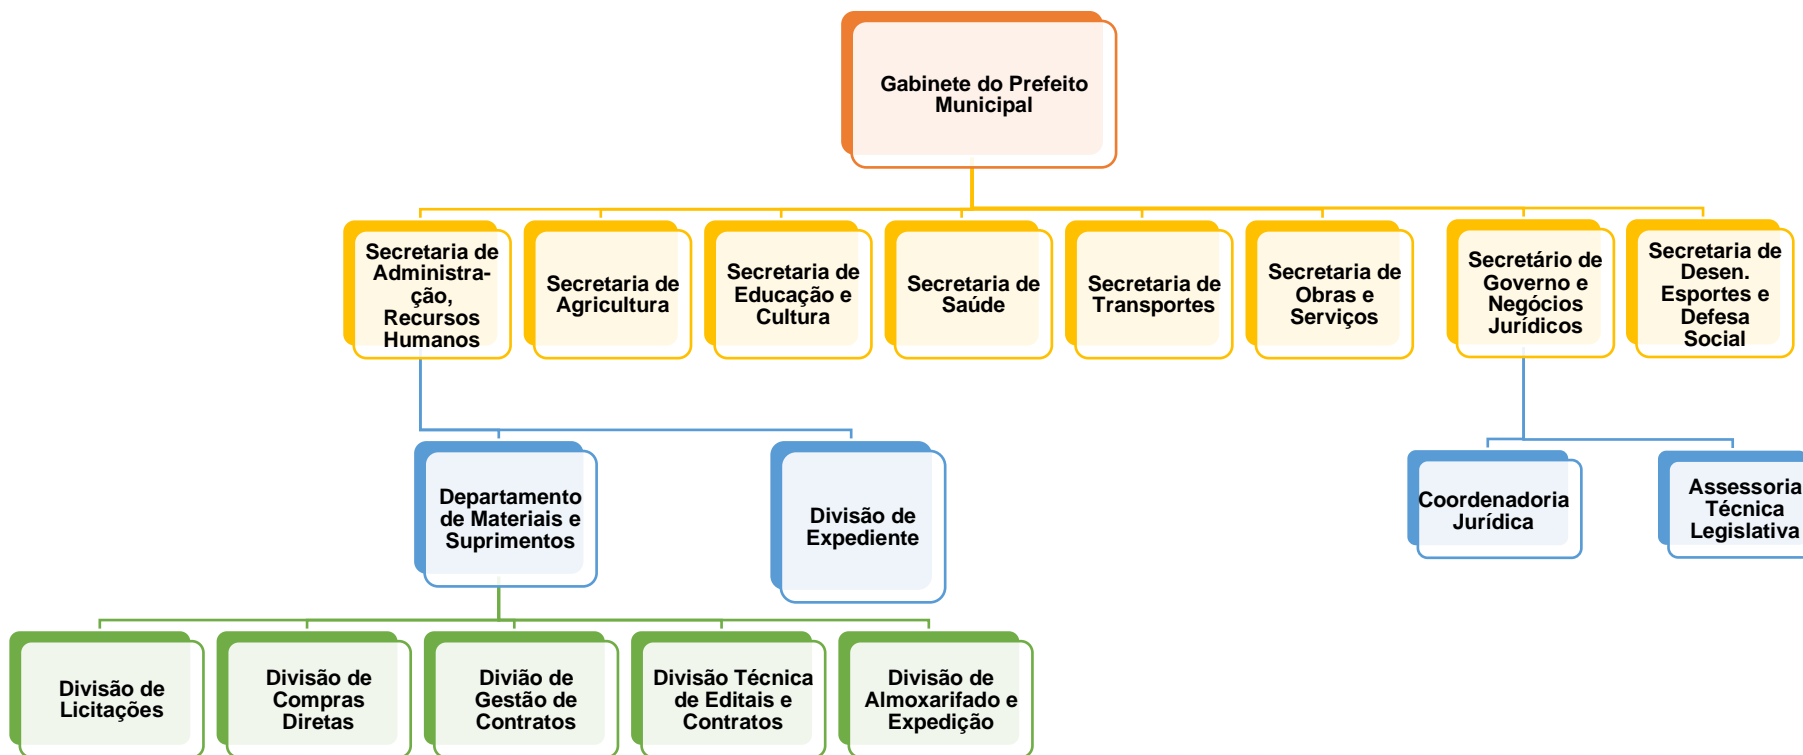 Gabinete do Prefeito
Municipal
Secretaria de
Administra-
ção,
Recursos
Humanos
Secretaria de
Agricultura
Secretaria de
Educação e
Cultura
Secretaria de
Saúde
Secretaria de
Transportes
Secretaria de
Obras e
Serviços
Secretário de
Governo e
Negócios
Jurídicos
Secretaria de
Desen.
Esportes e
Defesa
Social
Departamento
de Materiais e
Suprimentos
Divisão de
Expediente
Coordenadoria
Jurídica
Assessoria
Técnica
Legislativa
Divisão de
Licitações
Divisão de
Compras
Diretas
Divião de
Gestão de
Contratos
Divisão Técnica
de Editais e
Contratos
Divisão de
Almoxarifado e
Expedição